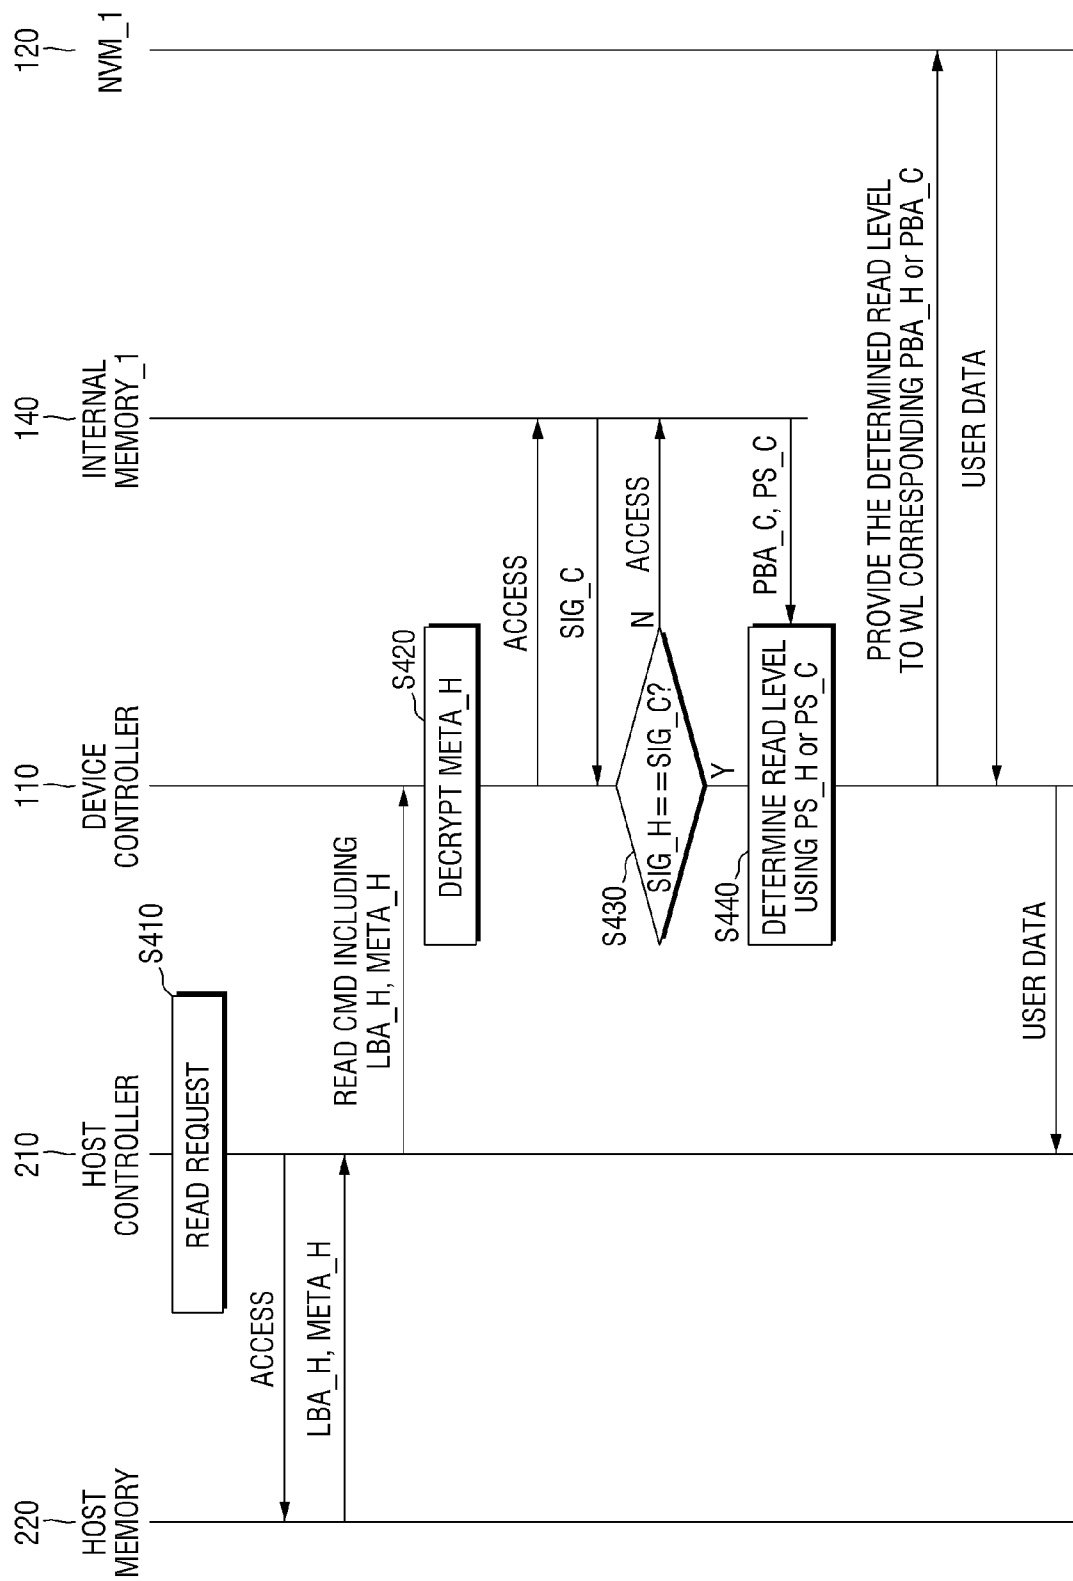 220
HOST
MEMORY
210
HOST
CONTROLLER
110
DEVICE
CONTROLLER
140
INTERNAL
MEMORY_1
120
NVM_1
READ REQUEST
S410
ACCESS
LBA_H, META_H
READ CMD INCLUDING
LBA_H, META_H
DECRYPT META_H
S420
ACCESS
SIG_C
S430
SIG_H==SIG_C?
N
ACCESS
Y
S440
DETERMINE READ LEVEL
USING PS_H or PS_C
PBA_C, PS_C
PROVIDE THE DETERMINED READ LEVEL
TO WL CORRESPONDING PBA_H or PBA_C
USER DATA
USER DATA